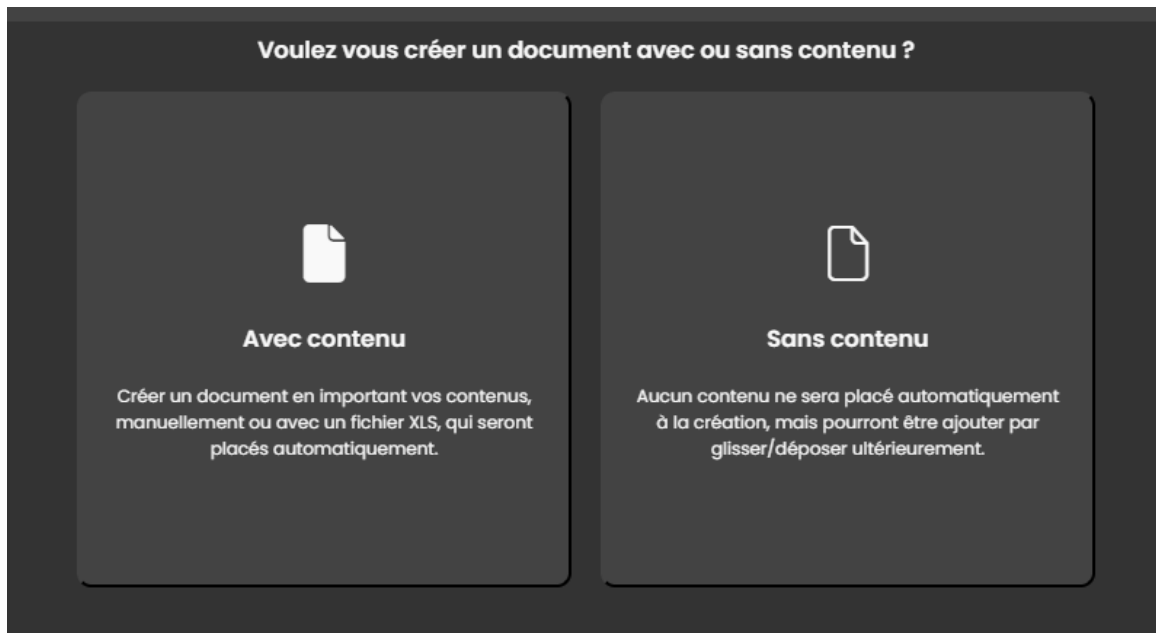 Voulez vous créer un document avec ou sans contenu ?
Avec contenu
Créer un document en important vos contenus,
manuellement ou avec un fichier XLS, qui seront
placés automatiquement.
Sans contenu
Aucun contenu ne sera placé automatiquement
à la création, mais pourront être ajouter par
glisser/déposer ultérieurement.